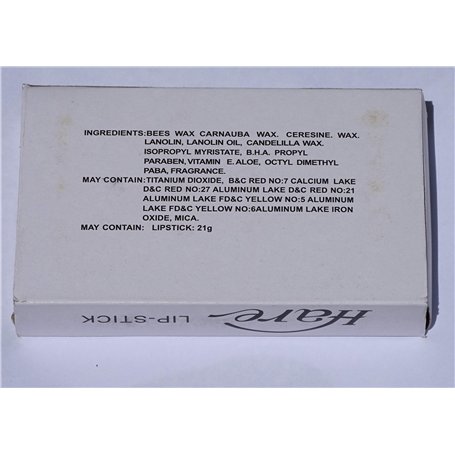 INGREDIENTS:BEES WAX CARNAUBA WAX. CERESINE. WAX.
LANOLIN, LANOLIN OIL, CANDELILLA WAX.
ISOPROPYL MYRISTATE, B.H.A. PROPYL
PARABEN,VITAMIN E.ALOE, OCTYL DIMETHYL
PABA, FRAGRANCE.
MAY CONTAIN:TITANIUM DIOXIDE, B&C RED NO:7 CALCIUM LAKE
D&C RED NO:27 ALUMINUM LAKE D&C RED NO:21
ALUMINUM LAKE FD&C YELLOW NO:5 ALUMINUM
LAKE FD&C YELLOW NO:6ALUMINUM LAKE IRON
OXIDE, MICA.
MAY CONTAIN: LIPSTICK: 21g
Hare LIP-STICK